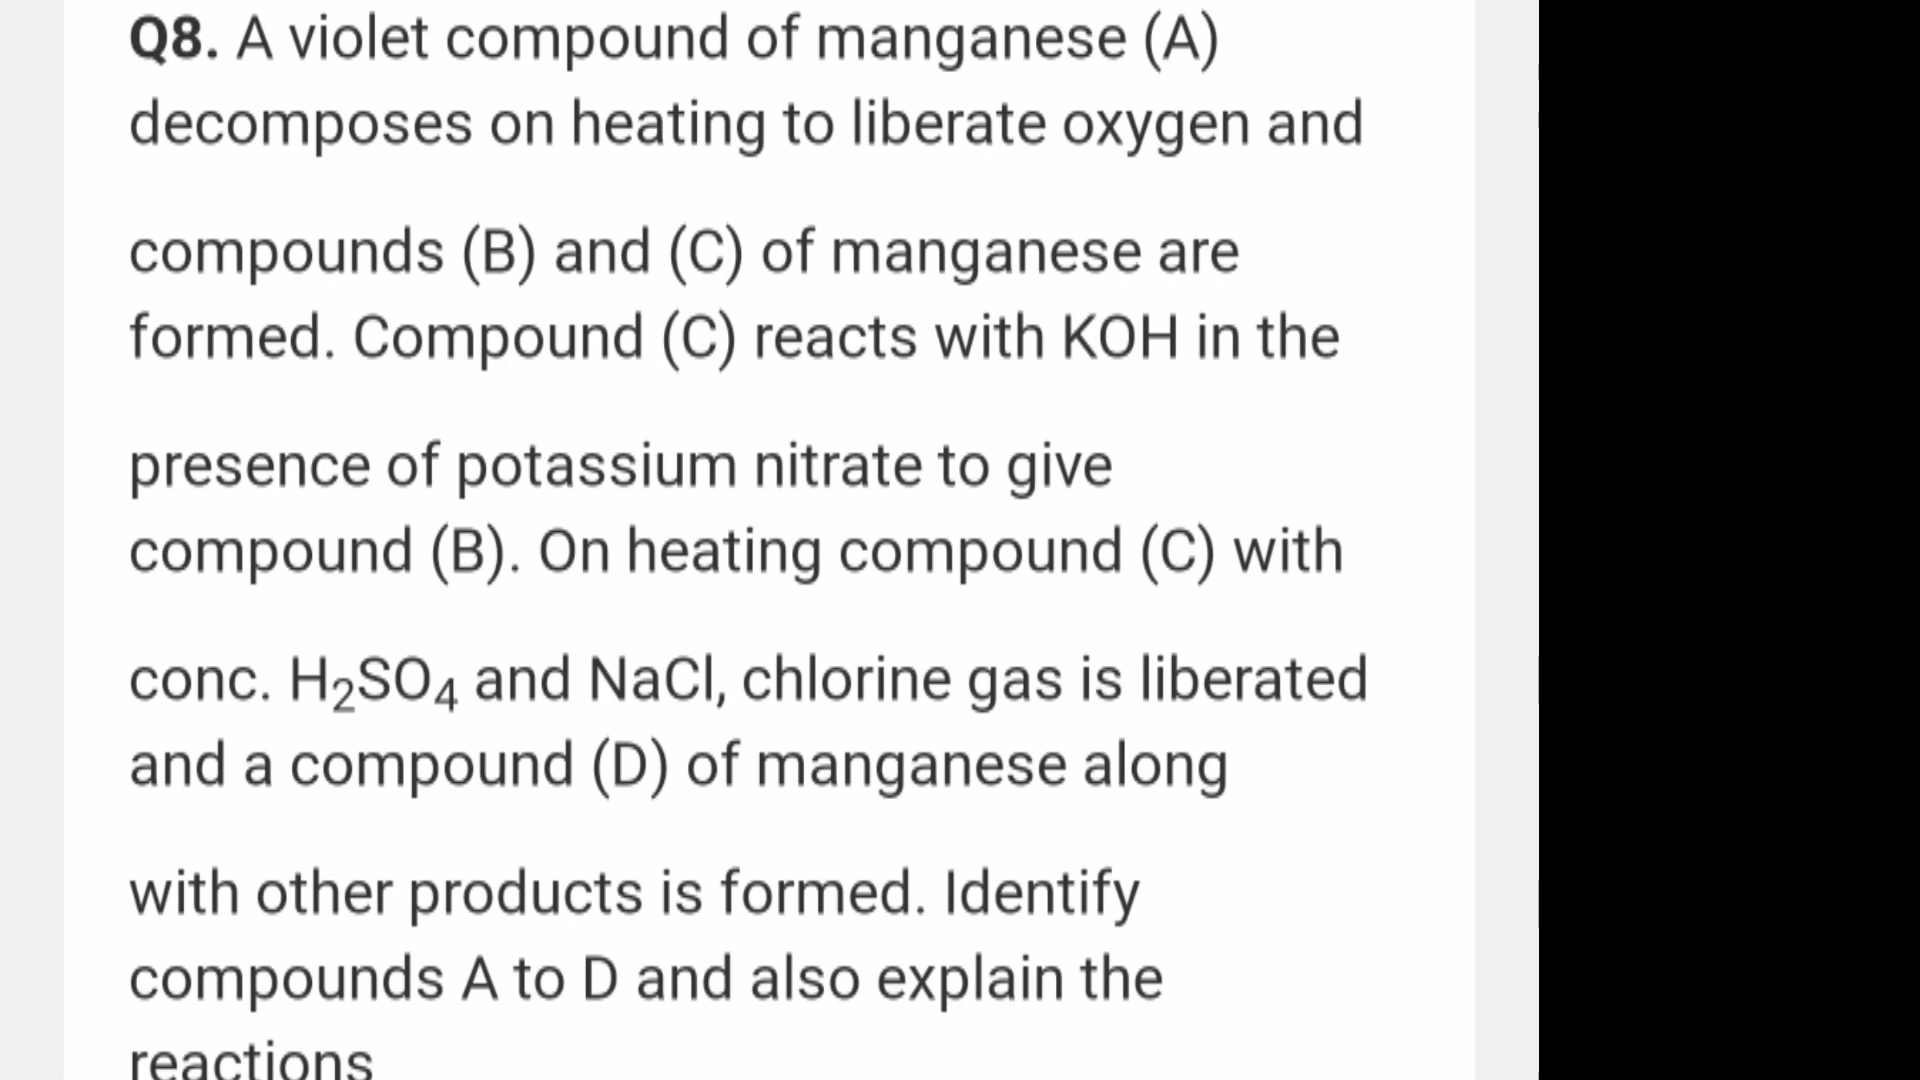 Q8. A violet compound of manganese (A)
decomposes on heating to liberate oxygen and
compounds (B) and (C) of manganese are
formed. Compound (C) reacts with KOH in the
presence of potassium nitrate to give
compound (B). On heating compound (C) with
conc. H₂SO₄ and NaCl, chlorine gas is liberated
and a compound (D) of manganese along
with other products is formed. Identify
compounds A to D and also explain the
reactions